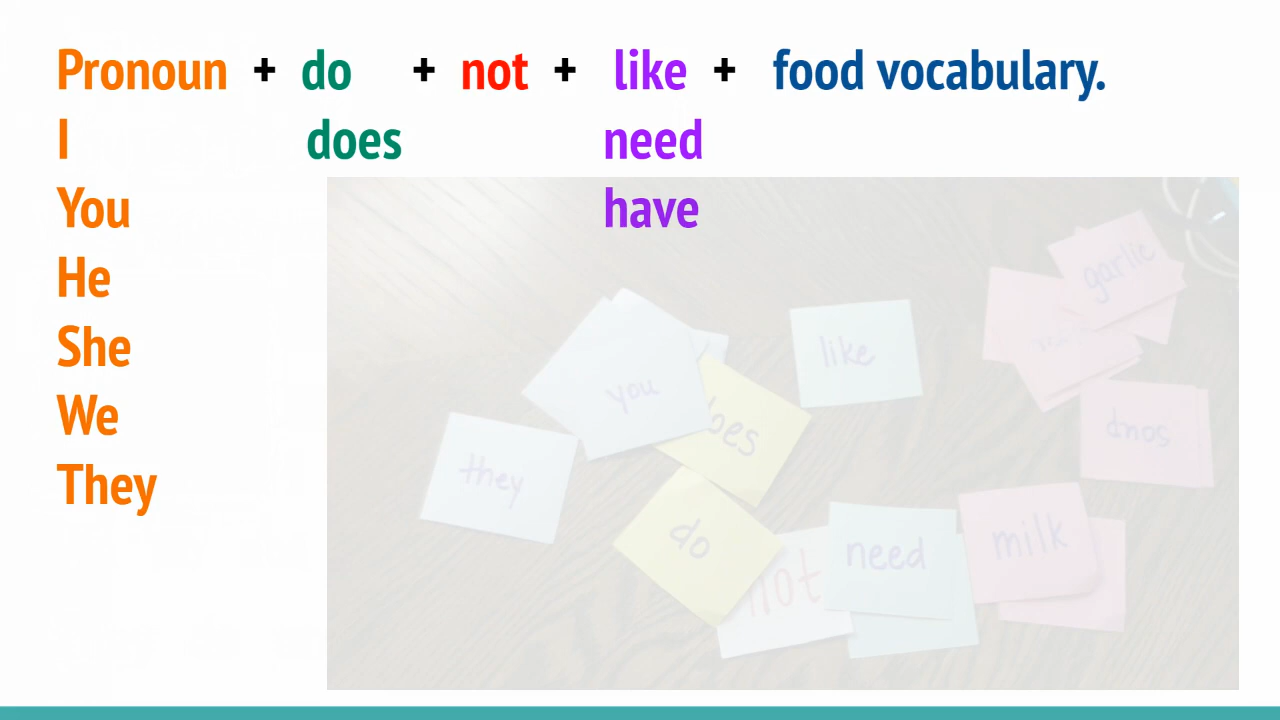 Pronoun + do + not + like + food vocabulary.
I does need
You have
He
She
We
They
garlic
like
you
does
they
soup
do
not
need
milk